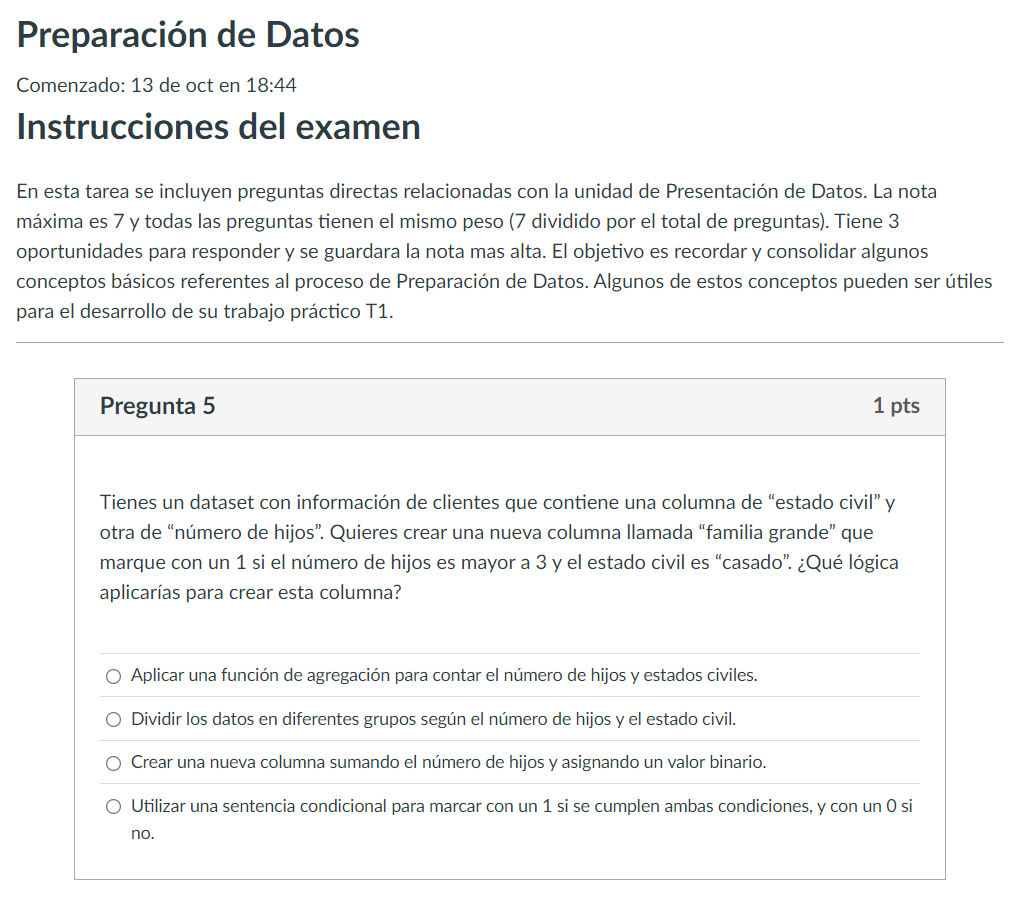 Preparación de Datos
Comenzado: 13 de oct en 18:44
Instrucciones del examen
En esta tarea se incluyen preguntas directas relacionadas con la unidad de Presentación de Datos. La nota
máxima es 7 y todas las preguntas tienen el mismo peso (7 dividido por el total de preguntas). Tiene 3
oportunidades para responder y se guardara la nota mas alta. El objetivo es recordar y consolidar algunos
conceptos básicos referentes al proceso de Preparación de Datos. Algunos de estos conceptos pueden ser útiles
para el desarrollo de su trabajo práctico T1.
Pregunta 5 1 pts
Tienes un dataset con información de clientes que contiene una columna de “estado civil” y
otra de “número de hijos”. Quieres crear una nueva columna llamada “familia grande” que
marque con un 1 si el número de hijos es mayor a 3 y el estado civil es “casado”. ¿Qué lógica
aplicarías para crear esta columna?
Aplicar una función de agregación para contar el número de hijos y estados civiles.
Dividir los datos en diferentes grupos según el número de hijos y el estado civil.
Crear una nueva columna sumando el número de hijos y asignando un valor binario.
Utilizar una sentencia condicional para marcar con un 1 si se cumplen ambas condiciones, y con un 0 si
no.